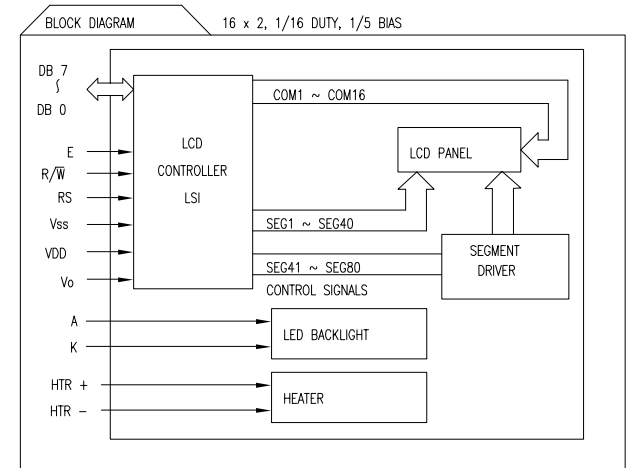 BLOCK DIAGRAM
16 x 2, 1/16 DUTY, 1/5 BIAS
DB 7
DB 0
E
R/W̅
RS
Vss
VDD
Vo
A
K
HTR +
HTR −
LCD
CONTROLLER
LSI
COM1 ~ COM16
LCD PANEL
SEG1 ~ SEG40
SEG41 ~ SEG80
CONTROL SIGNALS
SEGMENT
DRIVER
LED BACKLIGHT
HEATER